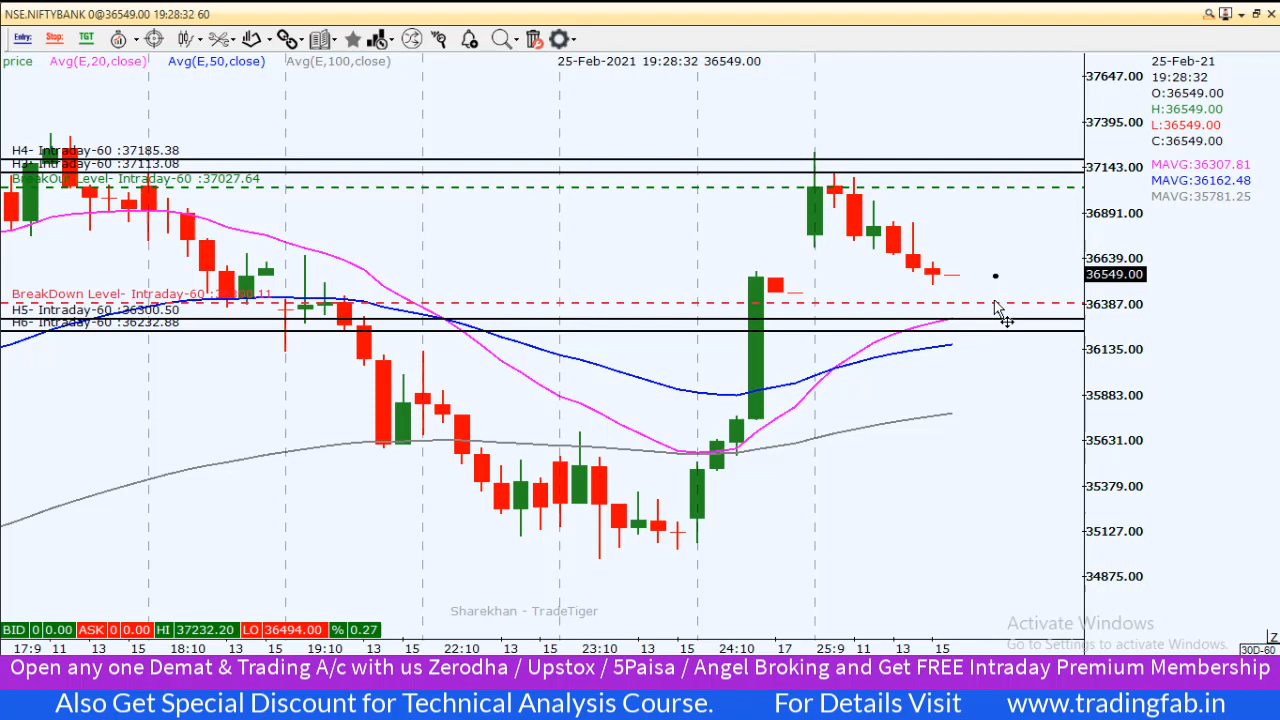 NSE.NIFTYBANK 0@36549.00 19:28:32 60
Entry: Stop: TGT
price Avg(E,20,close) Avg(E,50,close) Avg(E,100,close) 25-Feb-2021 19:28:32 36549.00
25-Feb-21
19:28:32
O:36549.00
H:36549.00
L:36549.00
C:36549.00
MAVG:36307.81
MAVG:36162.48
MAVG:35781.25
37647.00
37395.00
37143.00
36891.00
36639.00
36549.00
36387.00
36135.00
35883.00
35631.00
35379.00
35127.00
34875.00
H4- Intraday-60 :37185.38
Intraday-60 :37113.08
BreakOut Level- Intraday-60 :37027.64
BreakDown Level- Intraday-60
H5- Intraday-60 :36300.50
H6- Intraday-60 :36232.88
Sharekhan - TradeTiger
Activate Windows
Go to Settings to activate Windows.
BID 0 0.00 ASK 0 0.00 HI 37232.20 LO 36494.00 % 0.27
17:9 11 13 15 18:10 13 15 19:10 13 15 22:10 13 15 23:10 13 15 24:10 17 25:9 11 13 15 30D-60
Open any one Demat & Trading A/c with us Zerodha / Upstox / 5Paisa / Angel Broking and Get FREE Intraday Premium Membership
Also Get Special Discount for Technical Analysis Course. For Details Visit www.tradingfab.in